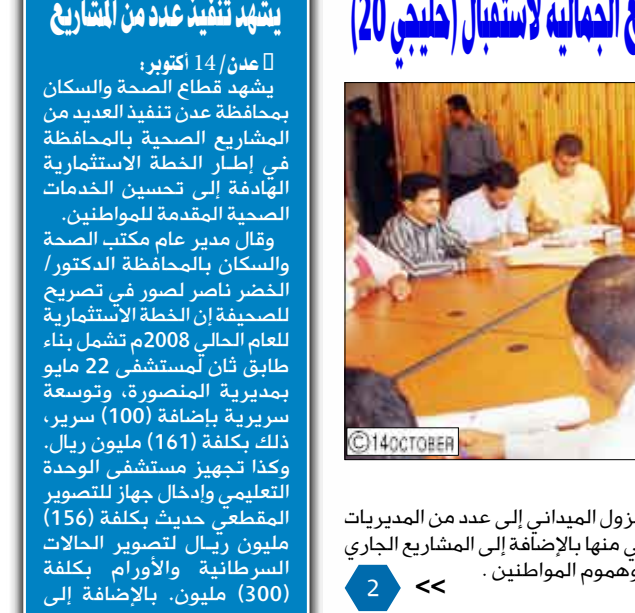 يشهد تنفيذ عدد من المشاريع
عدن/ 14 أكتوبر:
يشهد قطاع الصحة والسكان
بمحافظة عدن تنفيذ العديد من
المشاريع الصحية بالمحافظة
في إطـار الخطة الاستثمارية
الهادفة إلى تحسين الخدمات
الصحية المقدمة للمواطنين.
وقال مدير عام مكتب الصحة
والسكان بالمحافظة الدكتور/
الخضر ناصر لصور في تصريح
للصحيفة إن الخطة الاستثمارية
للعام الحالي 2008م تشمل بناء
طابق ثان لمستشفى 22 مايو
بمديرية المنصورة، وتوسعة
سريرية بإضافة (100) سرير،
ذلك بكلفة (161) مليون ريال.
وكذا تجهيز مستشفى الوحدة
التعليمي وإدخال جهاز للتصوير
المقطعي حديث بكلفة (156)
مليون ريـال لتصوير الحالات
السرطانية والأورام بكلفة
(300) مليون. بالإضافة إلى
الجمالية لاستقبال (خليجي 20)
©14OCTOBER
الميداني إلى عدد من المديريات
منها بالإضافة إلى المشاريع الجاري
وهموم المواطنين .
>> 2